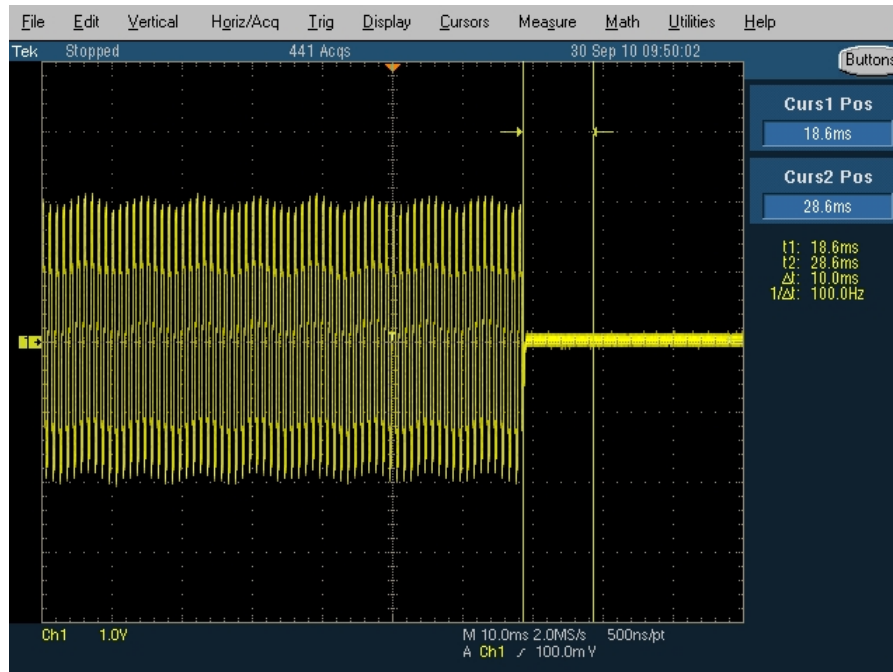 File Edit Vertical Horiz/Acq Trig Display Cursors Measure Math Utilities Help
Tek Stopped 441 Acqs 30 Sep 10 09:50:02
Buttons
Curs1 Pos
18.6ms
Curs2 Pos
28.6ms
t1: 18.6ms
t2: 28.6ms
Δt: 10.0ms
1/Δt: 100.0Hz
1
Ch1 1.0V M 10.0ms 2.0MS/s 500ns/pt
A Ch1 / 100.0mV